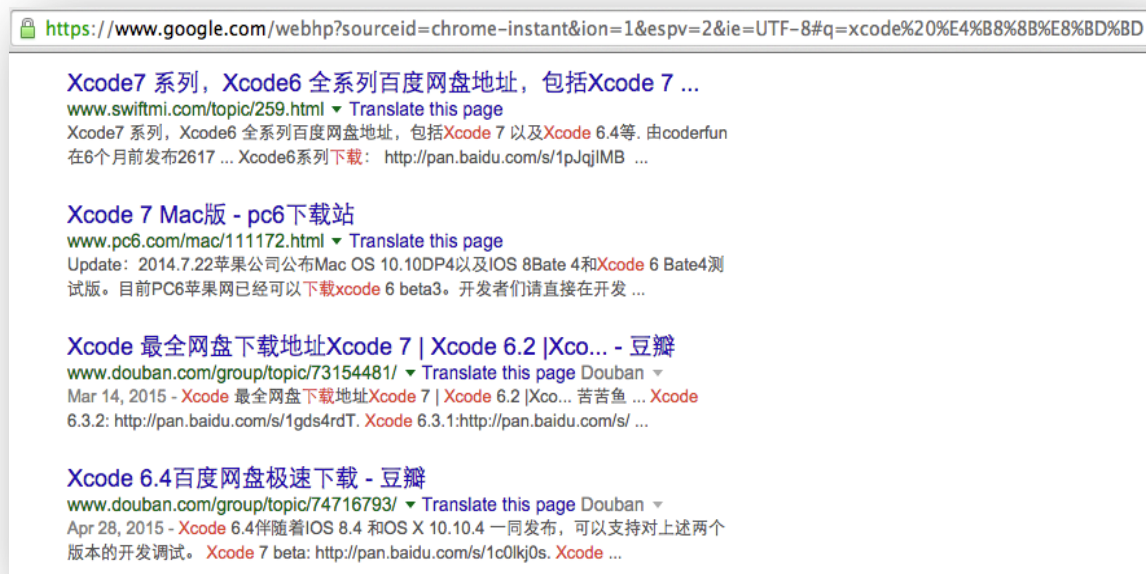 https://www.google.com/webhp?sourceid=chrome-instant&ion=1&espv=2&ie=UTF-8#q=xcode%20%E4%B8%8B%E8%BD%BD
Xcode7 系列，Xcode6 全系列百度网盘地址，包括Xcode 7 ...
www.swiftmi.com/topic/259.html ▾ Translate this page
Xcode7 系列，Xcode6 全系列百度网盘地址，包括Xcode 7 以及Xcode 6.4等. 由coderfun
在6个月前发布2617 ... Xcode6系列下载： http://pan.baidu.com/s/1pJqjIMB ...
Xcode 7 Mac版 - pc6下载站
www.pc6.com/mac/111172.html ▾ Translate this page
Update：2014.7.22苹果公司公布Mac OS 10.10DP4以及IOS 8Bate 4和Xcode 6 Bate4测
试版。目前PC6苹果网已经可以下载xcode 6 beta3。开发者们请直接在开发 ...
Xcode 最全网盘下载地址Xcode 7 | Xcode 6.2 |Xco... - 豆瓣
www.douban.com/group/topic/73154481/ ▾ Translate this page Douban ▾
Mar 14, 2015 - Xcode 最全网盘下载地址Xcode 7 | Xcode 6.2 |Xco... 苦苦鱼 ... Xcode
6.3.2: http://pan.baidu.com/s/1gds4rdT. Xcode 6.3.1:http://pan.baidu.com/s/ ...
Xcode 6.4百度网盘极速下载 - 豆瓣
www.douban.com/group/topic/74716793/ ▾ Translate this page Douban ▾
Apr 28, 2015 - Xcode 6.4伴随着IOS 8.4 和OS X 10.10.4 一同发布，可以支持对上述两个
版本的开发调试。 Xcode 7 beta: http://pan.baidu.com/s/1c0lkj0s. Xcode ...